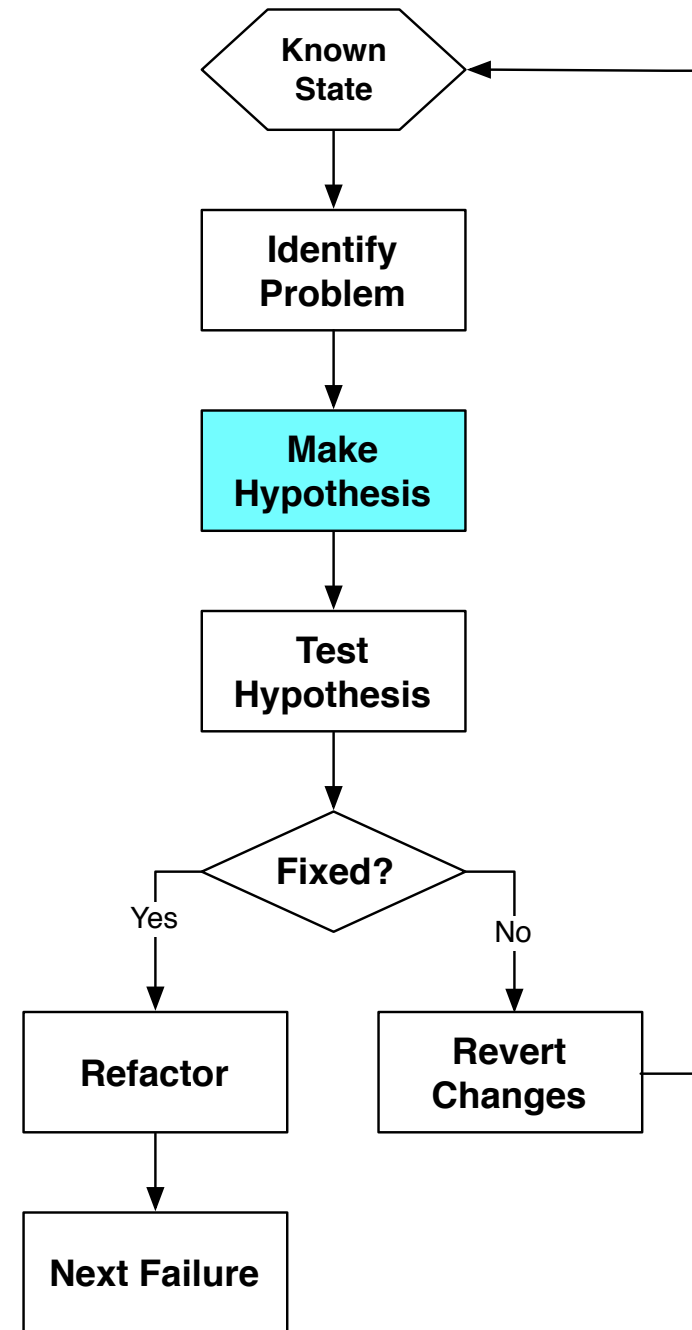 Known
State
Identify
Problem
Make
Hypothesis
Test
Hypothesis
Fixed?
Yes
No
Refactor
Revert
Changes
Next Failure